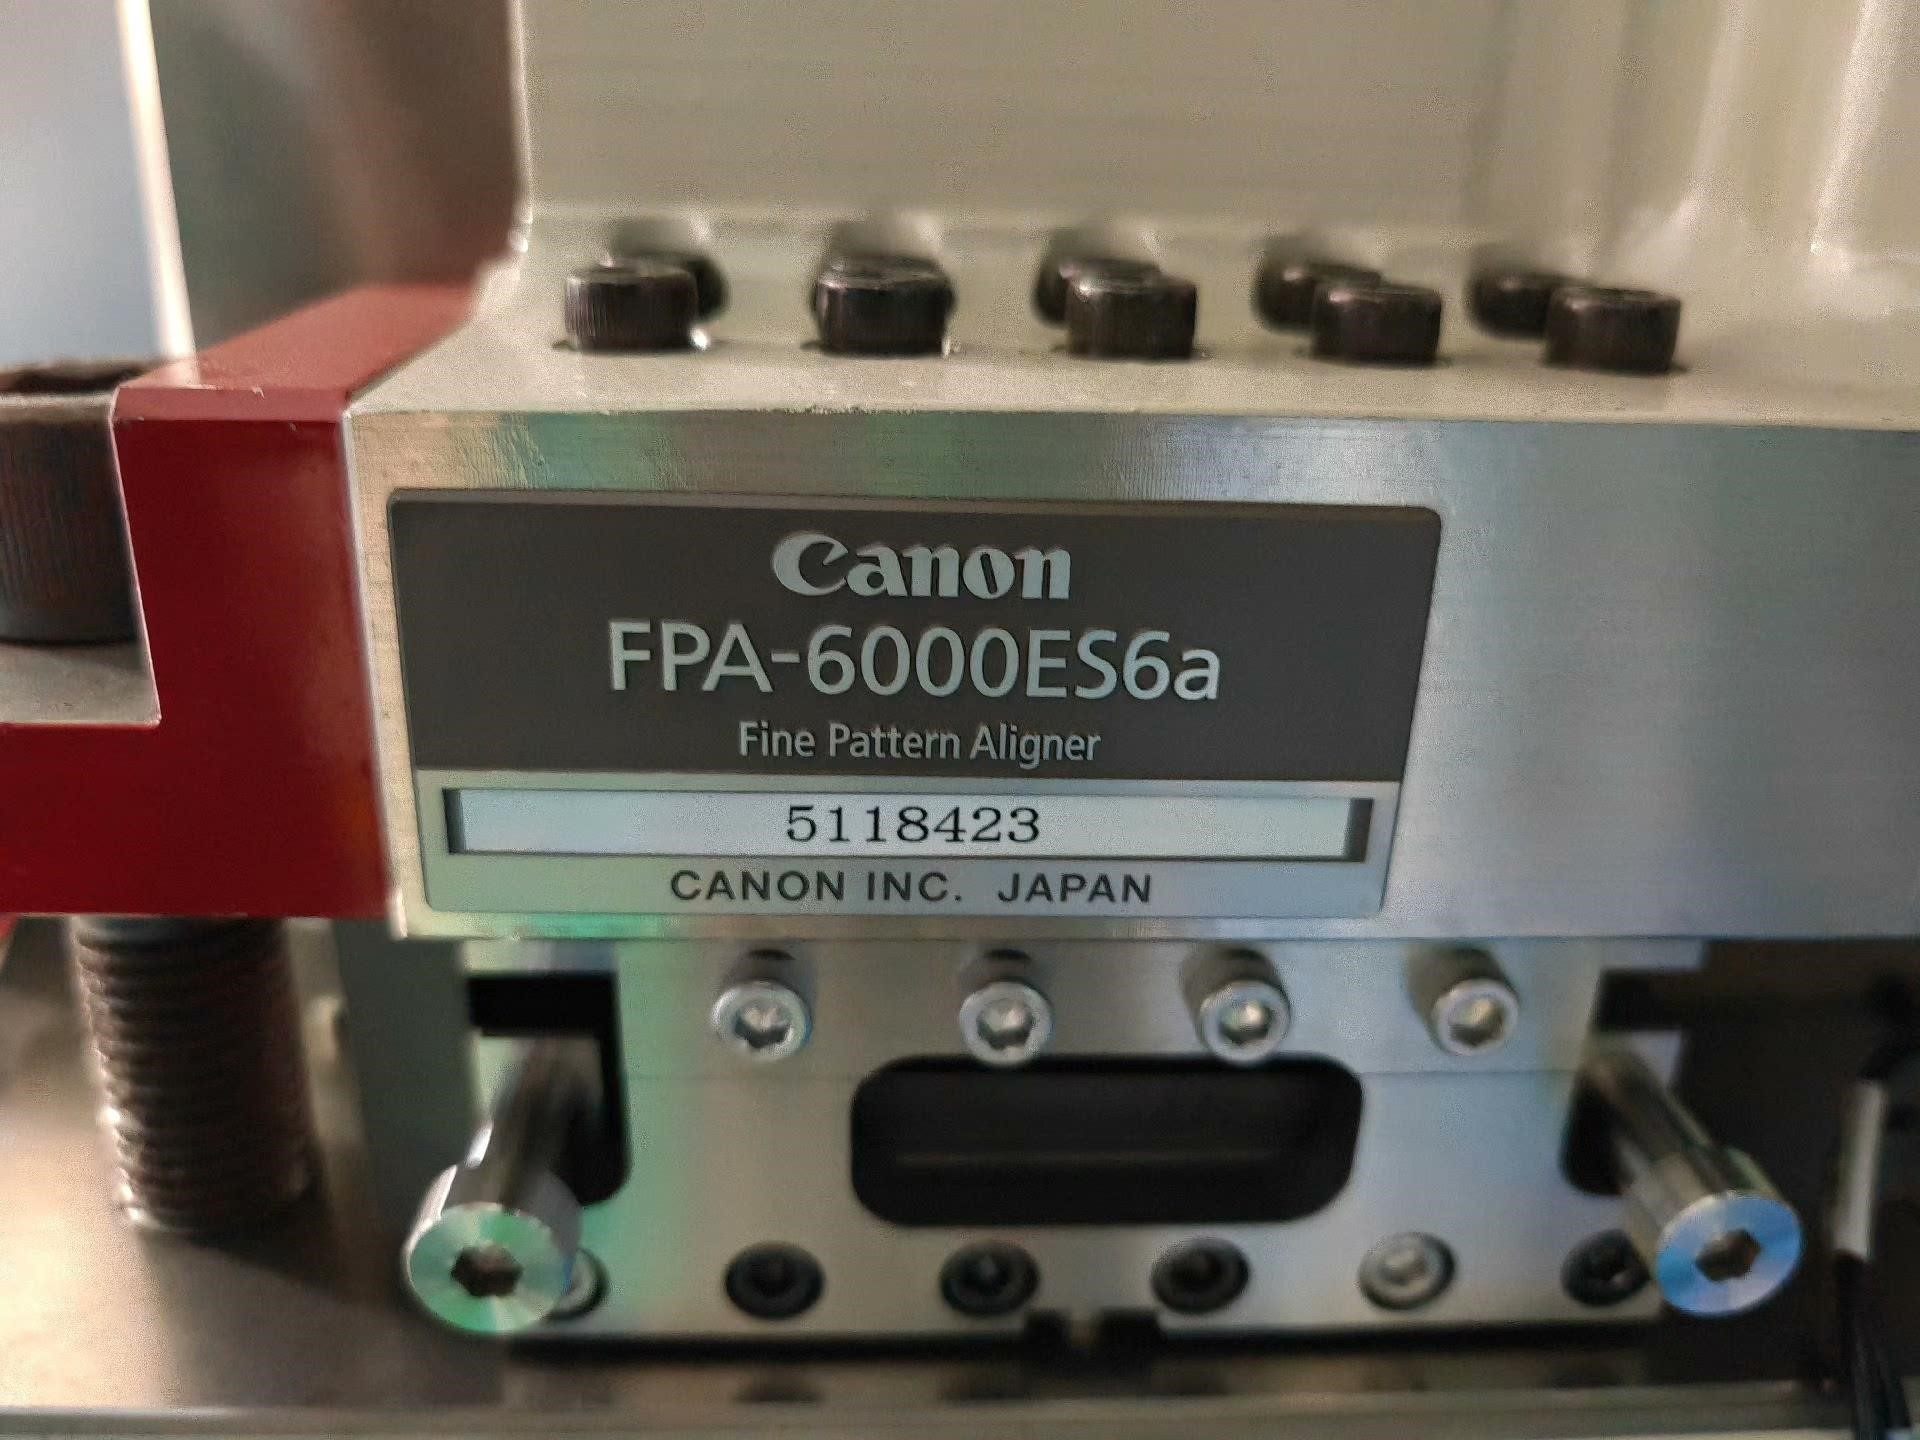 Canon
FPA-6000ES6a
Fine Pattern Aligner
5118423
CANON INC. JAPAN